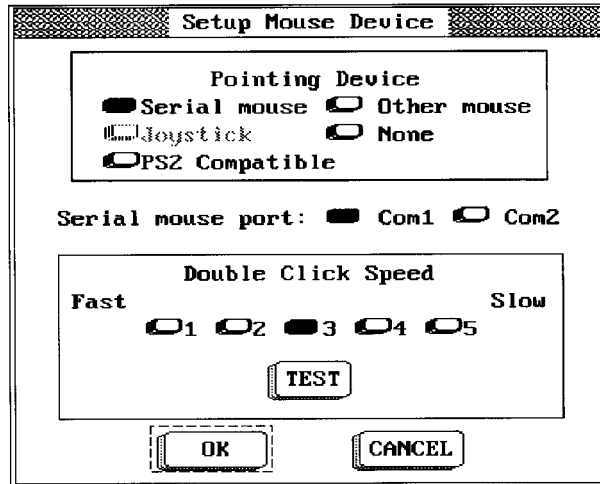 Setup Mouse Device
Pointing Device
Serial mouse Other mouse
Joystick None
PS2 Compatible
Serial mouse port: Com1 Com2
Double Click Speed
Fast Slow
1 2 3 4 5
TEST
OK CANCEL